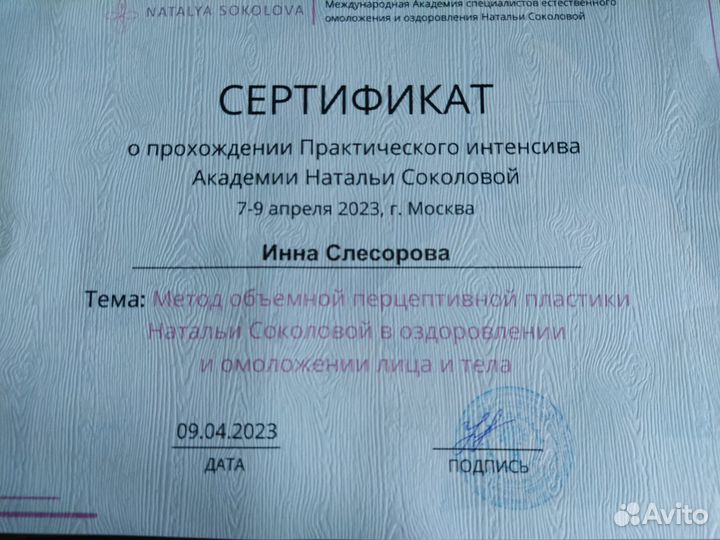 NATALYA SOKOLOVA
Международная Академия специалистов естественного
омоложения и оздоровления Натальи Соколовой
СЕРТИФИКАТ
о прохождении Практического интенсива
Академии Натальи Соколовой
7-9 апреля 2023, г. Москва
Инна Слесорова
Тема: Метод объемной перцептивной пластики
Натальи Соколовой в оздоровлении
и омоложении лица и тела
09.04.2023
ДАТА
ПОДПИСЬ
Avito